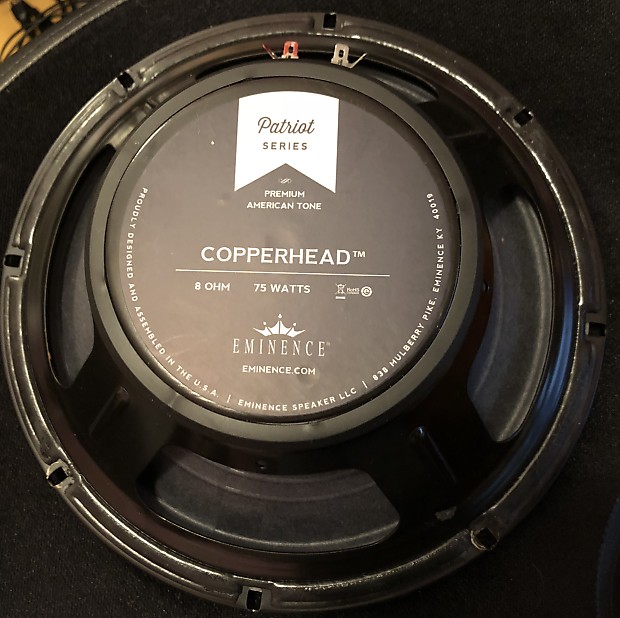 Patriot
SERIES
PREMIUM
AMERICAN TONE
COPPERHEAD™
8 OHM 75 WATTS RoHS
EMINENCE
EMINENCE.COM
PROUDLY DESIGNED AND ASSEMBLED IN THE U.S.A. | EMINENCE SPEAKER LLC | 838 MULBERRY PIKE, EMINENCE KY 40019